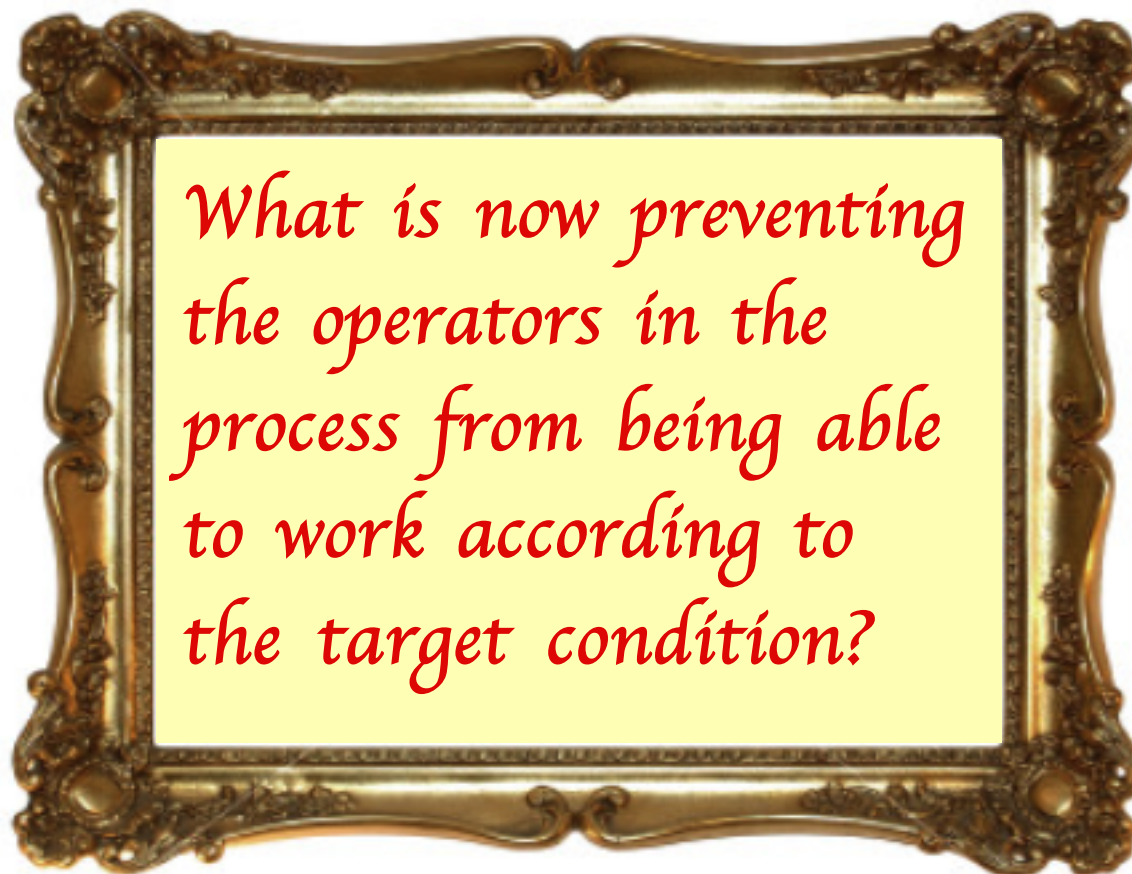 What is now preventing
the operators in the
process from being able
to work according to
the target condition?